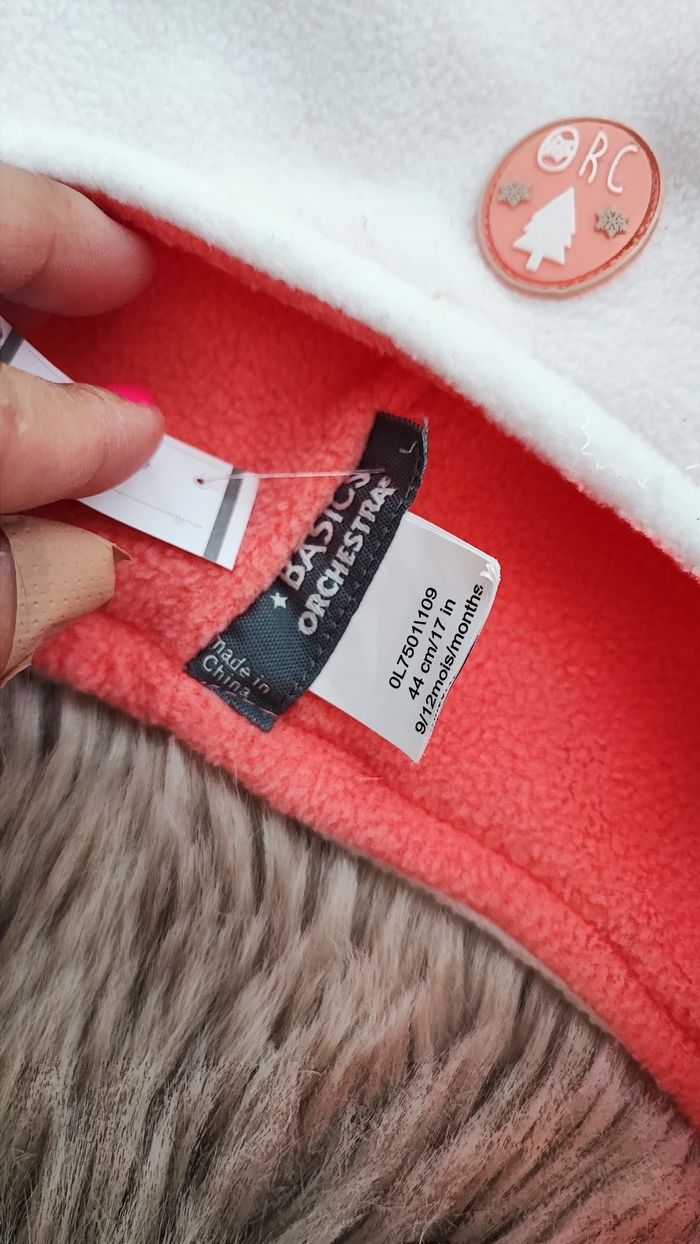 ORC
★ BASICS
ORCHESTRA
made in
China
0L7501\109
44 cm/17 in
9/12mois/months